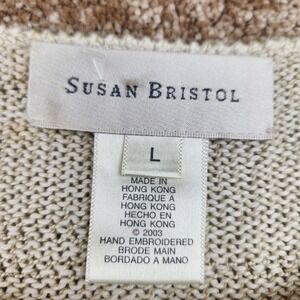 SUSAN BRISTOL
L
MADE IN
HONG KONG
FABRIQUE A
HONG KONG
HECHO EN
HONG KONG
© 2003
HAND EMBROIDERED
BRODE MAIN
BORDADO A MANO